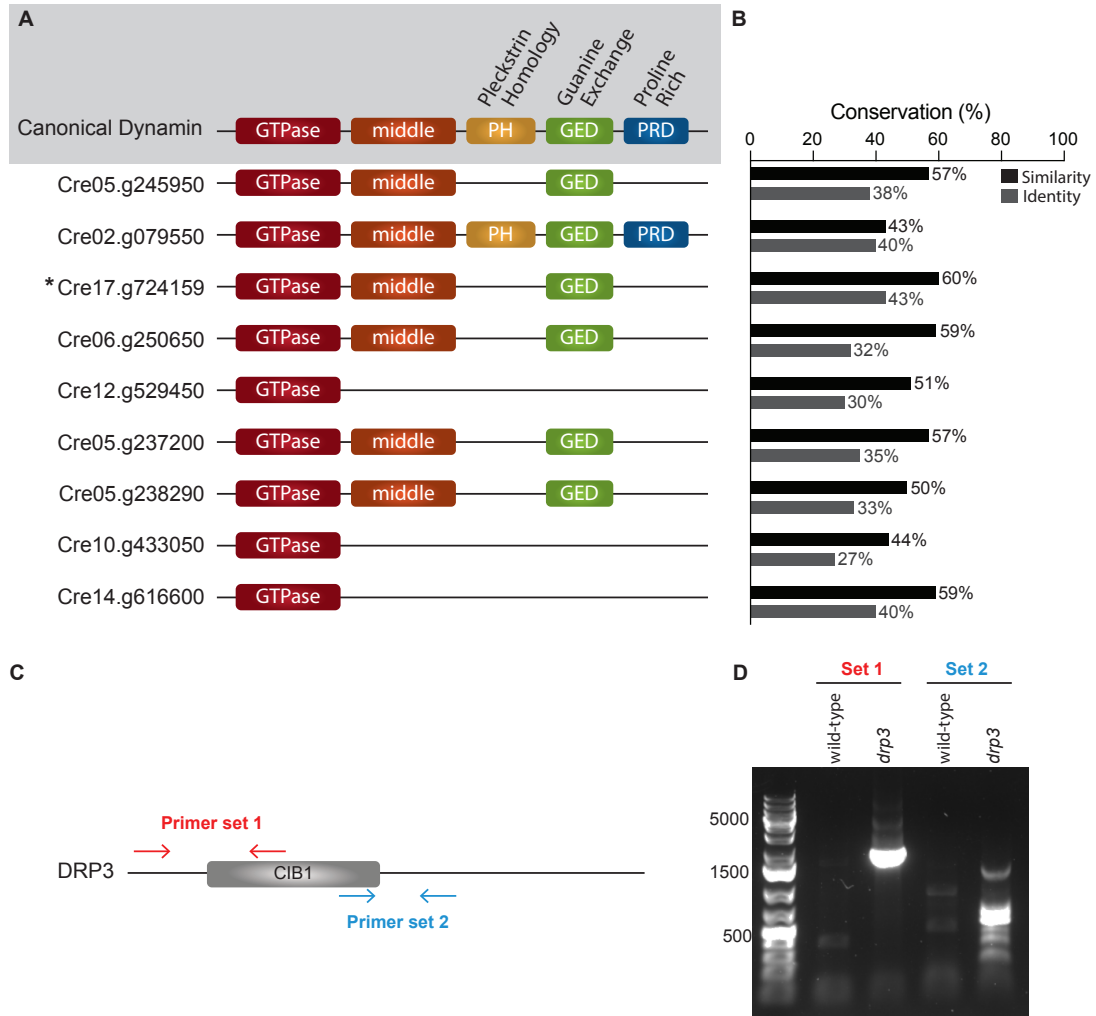 A
Pleckstrin
Homology
Guanine
Exchange
Proline
Rich
Canonical Dynamin
GTPase middle PH GED PRD
Cre05.g245950 GTPase middle GED
Cre02.g079550 GTPase middle PH GED PRD
*Cre17.g724159 GTPase middle GED
Cre06.g250650 GTPase middle GED
Cre12.g529450 GTPase
Cre05.g237200 GTPase middle GED
Cre05.g238290 GTPase middle GED
Cre10.g433050 GTPase
Cre14.g616600 GTPase
B
Conservation (%)
0 20 40 60 80 100
Similarity
Identity
57%
38%
43%
40%
60%
43%
59%
32%
51%
30%
57%
35%
50%
33%
44%
27%
59%
40%
C
Primer set 1
DRP3
CIB1
Primer set 2
D
Set 1 Set 2
wild-type
drp3
wild-type
drp3
5000
1500
500